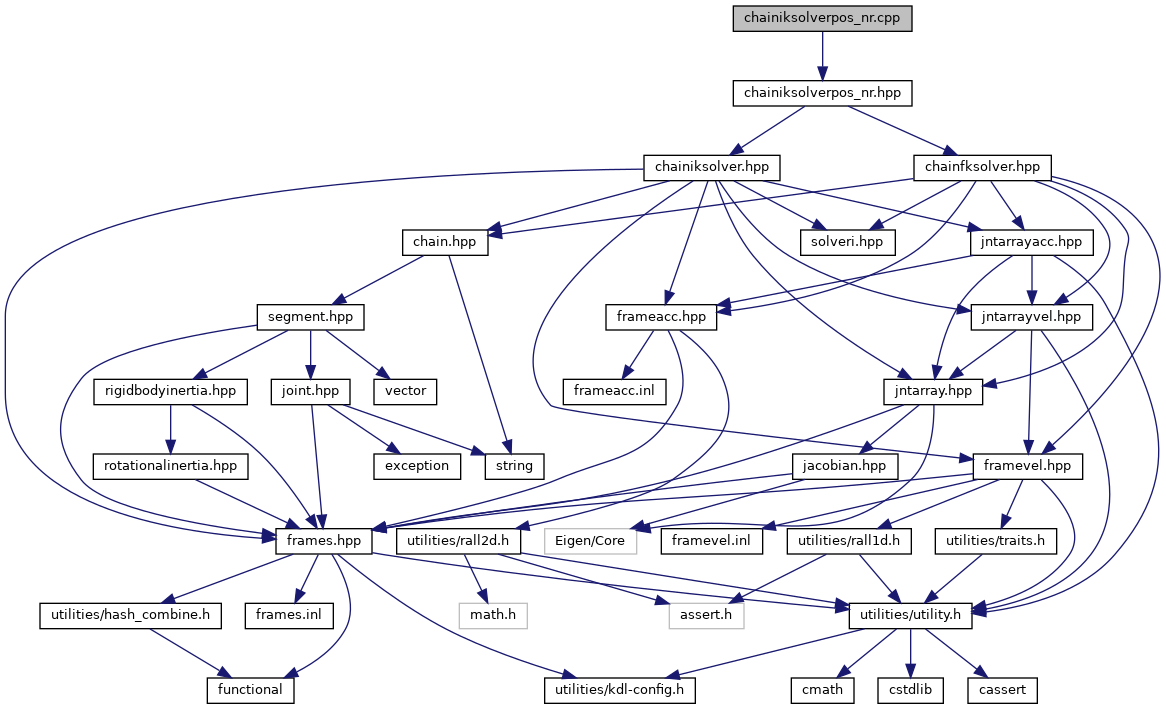 chainiksolverpos_nr.cpp
chainiksolverpos_nr.hpp
chainiksolver.hpp
chainfksolver.hpp
chain.hpp
solveri.hpp
jntarrayacc.hpp
segment.hpp
frameacc.hpp
jntarrayvel.hpp
rigidbodyinertia.hpp
joint.hpp
vector
frameacc.inl
jntarray.hpp
rotationalinertia.hpp
exception
string
jacobian.hpp
framevel.hpp
frames.hpp
utilities/rall2d.h
Eigen/Core
framevel.inl
utilities/rall1d.h
utilities/traits.h
utilities/hash_combine.h
frames.inl
math.h
assert.h
utilities/utility.h
functional
utilities/kdl-config.h
cmath
cstdlib
cassert